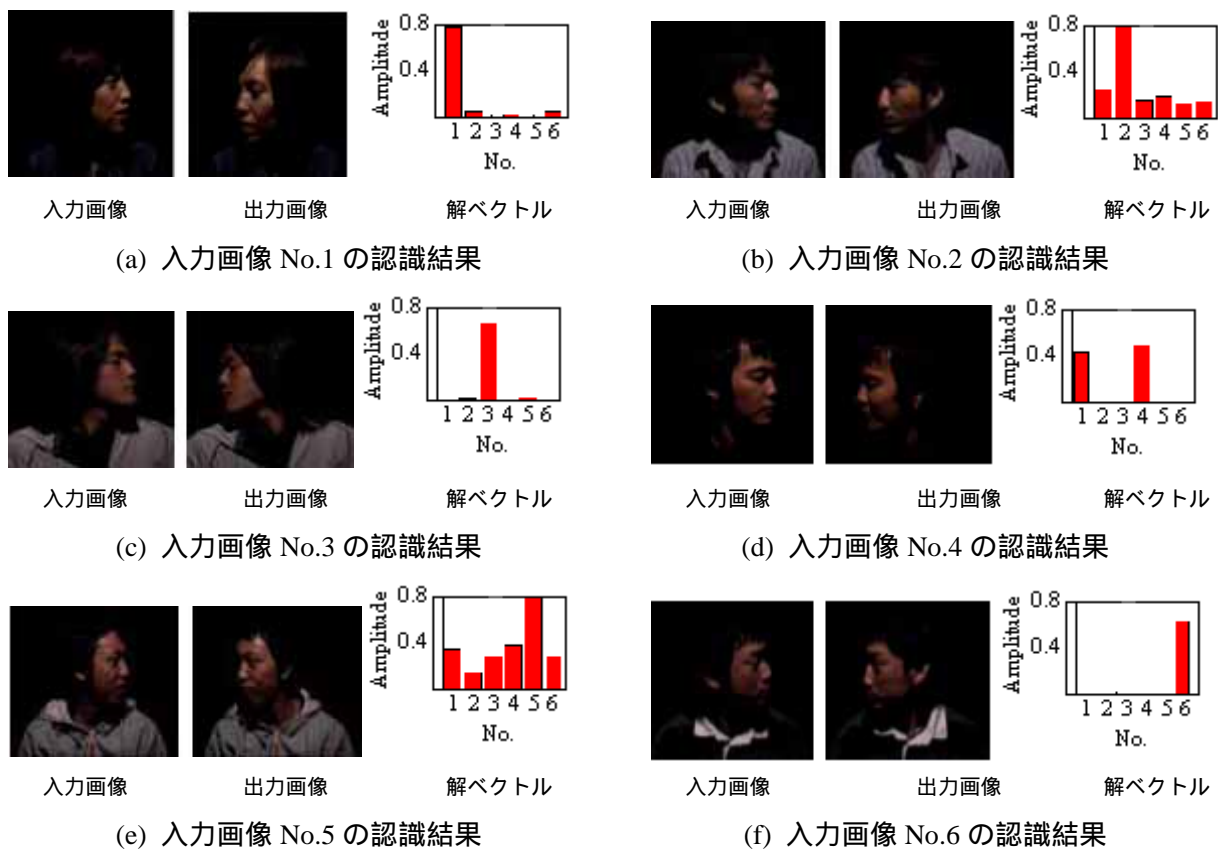 Amplitude
0.8
0.4
1 2 3 4 5 6
No.
入力画像 出力画像 解ベクトル
(a) 入力画像 No.1 の認識結果
Amplitude
0.8
0.4
1 2 3 4 5 6
No.
入力画像 出力画像 解ベクトル
(b) 入力画像 No.2 の認識結果
Amplitude
0.8
0.4
1 2 3 4 5 6
No.
入力画像 出力画像 解ベクトル
(c) 入力画像 No.3 の認識結果
Amplitude
0.8
0.4
1 2 3 4 5 6
No.
入力画像 出力画像 解ベクトル
(d) 入力画像 No.4 の認識結果
Amplitude
0.8
0.4
1 2 3 4 5 6
No.
入力画像 出力画像 解ベクトル
(e) 入力画像 No.5 の認識結果
Amplitude
0.8
0.4
1 2 3 4 5 6
No.
入力画像 出力画像 解ベクトル
(f) 入力画像 No.6 の認識結果